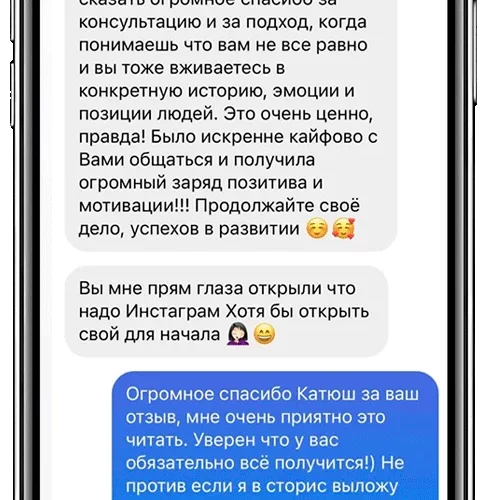 сказать огромное спасибо за
консультацию и за подход, когда
понимаешь что вам не все равно
и вы тоже вживаетесь в
конкретную историю, эмоции и
позиции людей. Это очень ценно,
правда! Было искренне кайфово с
Вами общаться и получила
огромный заряд позитива и
мотивации!!! Продолжайте своё
дело, успехов в развитии ☺️🥰
Вы мне прям глаза открыли что
надо Инстаграм Хотя бы открыть
свой для начала 🤦🏻‍♀️😄
Огромное спасибо Катюш за ваш
отзыв, мне очень приятно это
читать. Уверен что у вас
обязательно всё получится!) Не
против если я в сторис выложу